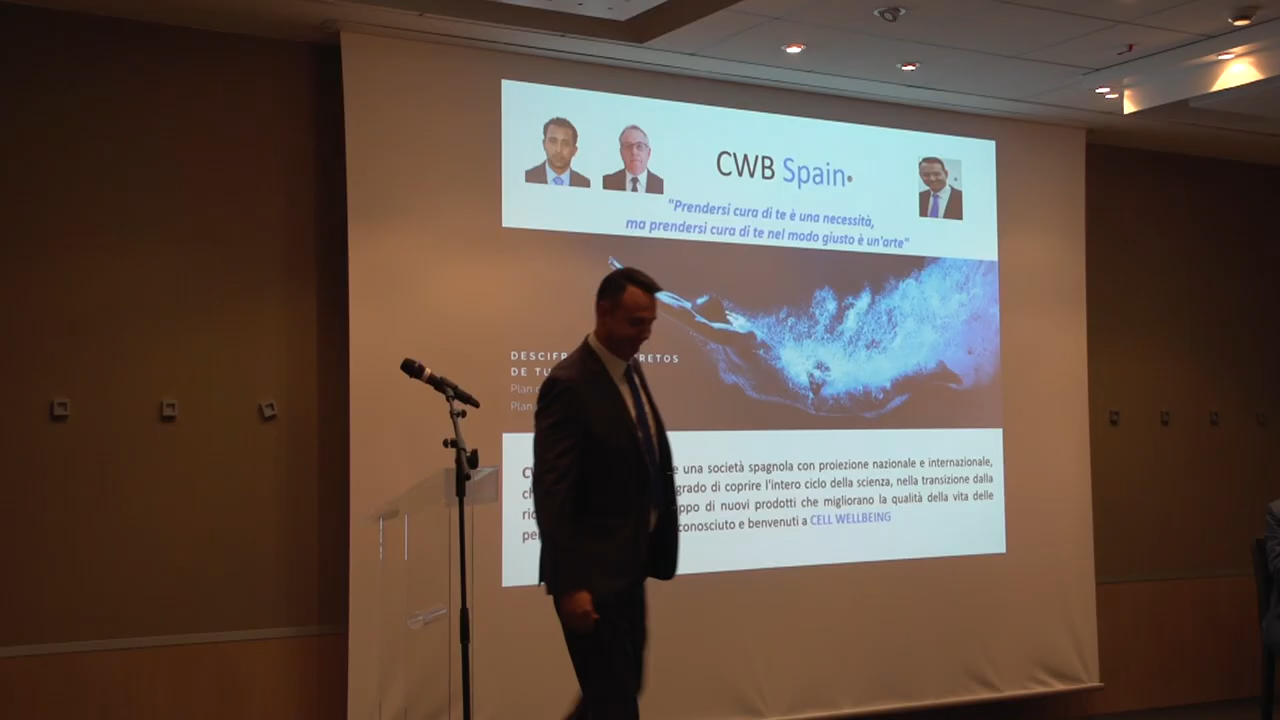 CWB Spain
"Prendersi cura di te è una necessità,
ma prendersi cura di te nel modo giusto è un'arte"
DESCIFR RETOS
DE TU
Plan
Plan
e una società spagnola con proiezione nazionale e internazionale,
grado di coprire l'intero ciclo della scienza, nella transizione dalla
ppo di nuovi prodotti che migliorano la qualità della vita delle
conosciuto e benvenuti a CELL WELLBEING